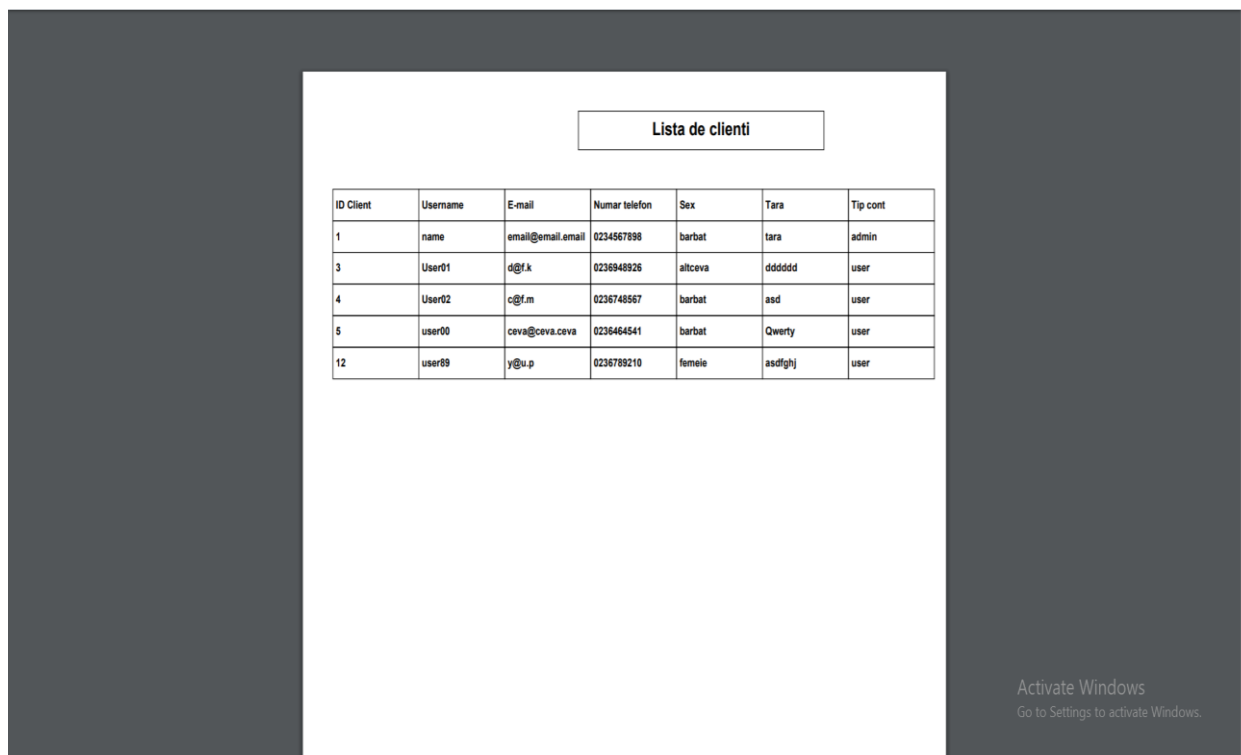 Lista de clienti
ID Client Username E-mail Numar telefon Sex Tara Tip cont
1 name email@email.email 0234567898 barbat tara admin
3 User01 d@f.k 0236948926 altceva dddddd user
4 User02 c@f.m 0236748567 barbat asd user
5 user00 ceva@ceva.ceva 0236464541 barbat Qwerty user
12 user89 y@u.p 0236789210 femeie asdfghj user
Activate Windows
Go to Settings to activate Windows.